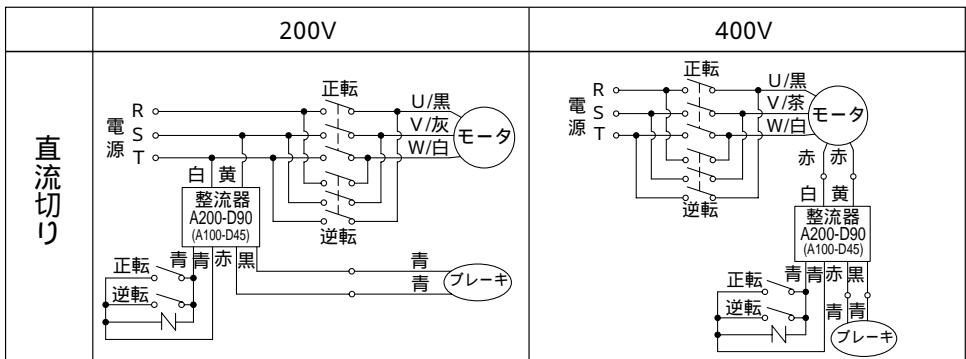 200V
400V
直流切り
正転
R
S
T
電源
U/黒
V/灰
W/白
モータ
白 黄
整流器
A200-D90
(A100-D45)
逆転
青 青 赤 黒
正転
逆転
N
青
青
ブレーキ
正転
R
S
T
電源
U/黒
V/茶
W/白
モータ
赤 赤
逆転
白 黄
整流器
A200-D90
(A100-D45)
正転
青 青 赤 黒
逆転
N
青 青
ブレーキ